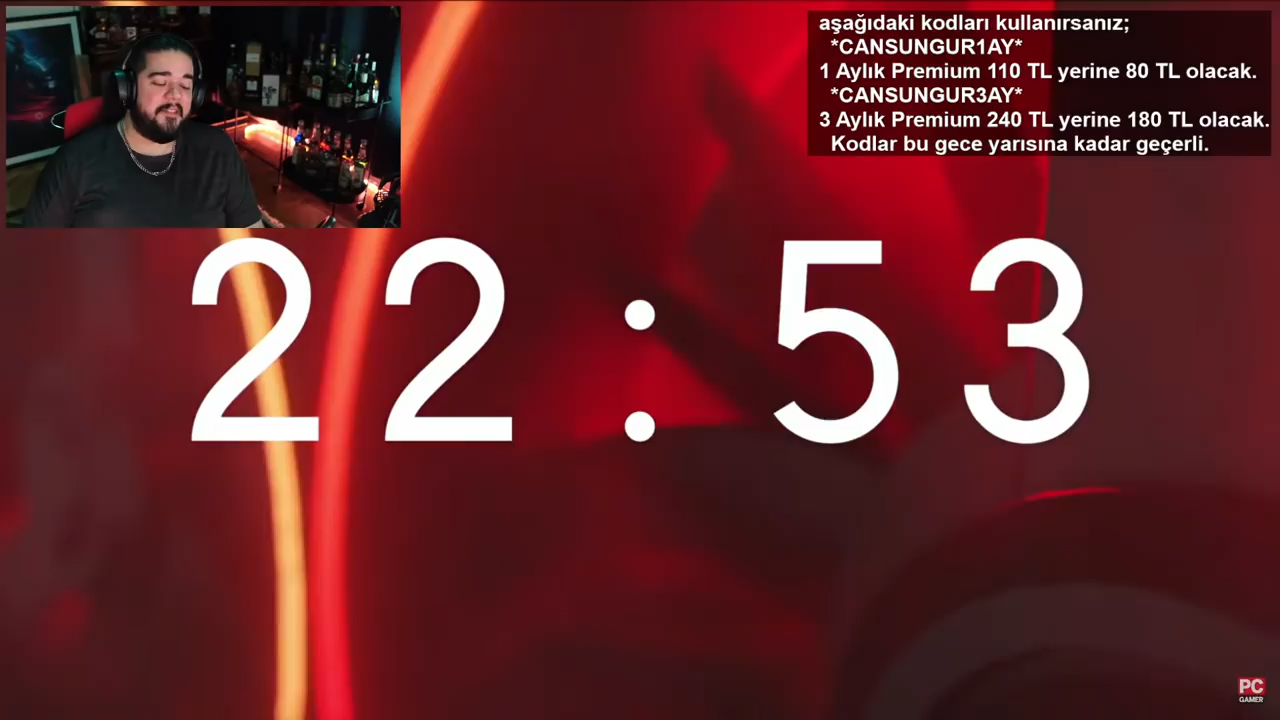 aşağıdaki kodları kullanırsanız;
*CANSUNGUR1AY*
1 Aylık Premium 110 TL yerine 80 TL olacak.
*CANSUNGUR3AY*
3 Aylık Premium 240 TL yerine 180 TL olacak.
Kodlar bu gece yarısına kadar geçerli.
22:53
PC
GAMER